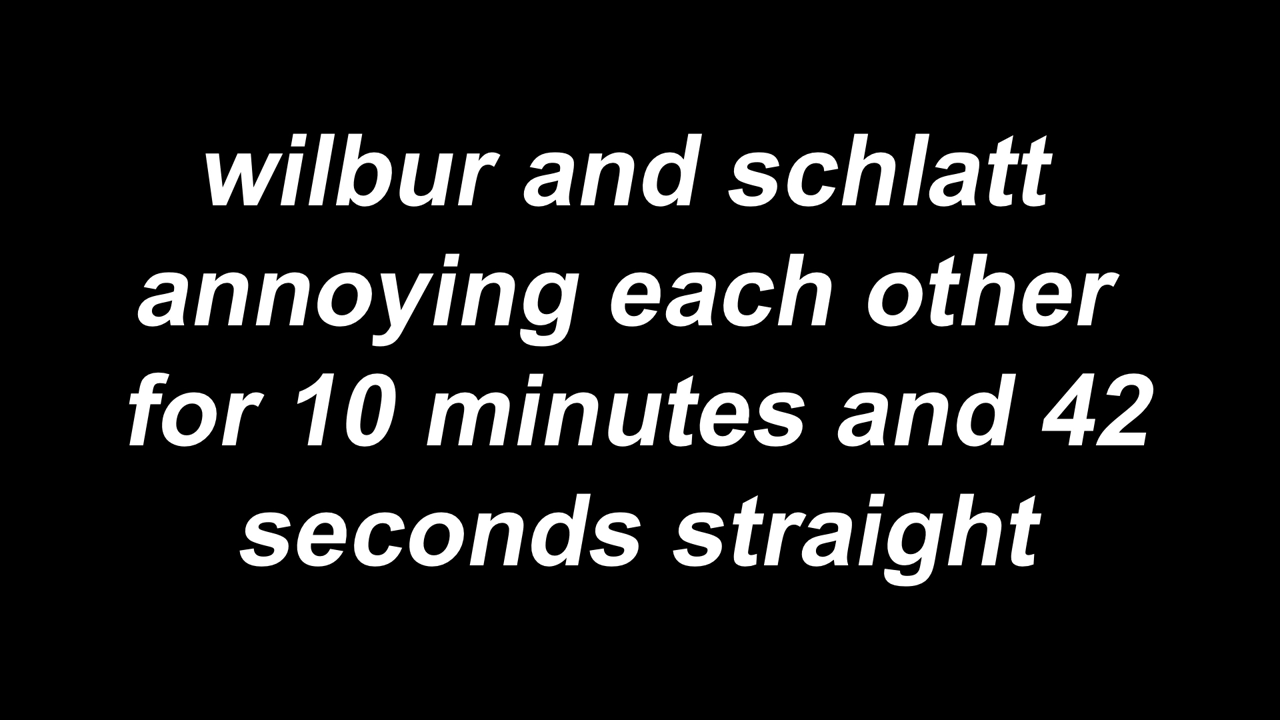 wilbur and schlatt
annoying each other
for 10 minutes and 42
seconds straight